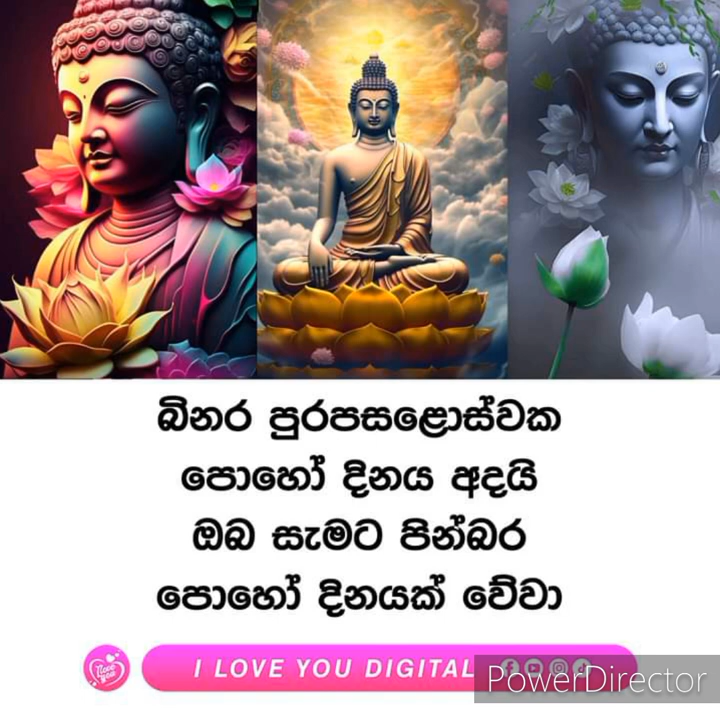 බිනර පුරපසළොස්වක
පොහෝ දිනය අදයි
ඔබ සැමට පින්බර
පොහෝ දිනයක් වේවා
I LOVE YOU DIGITAL
PowerDirector